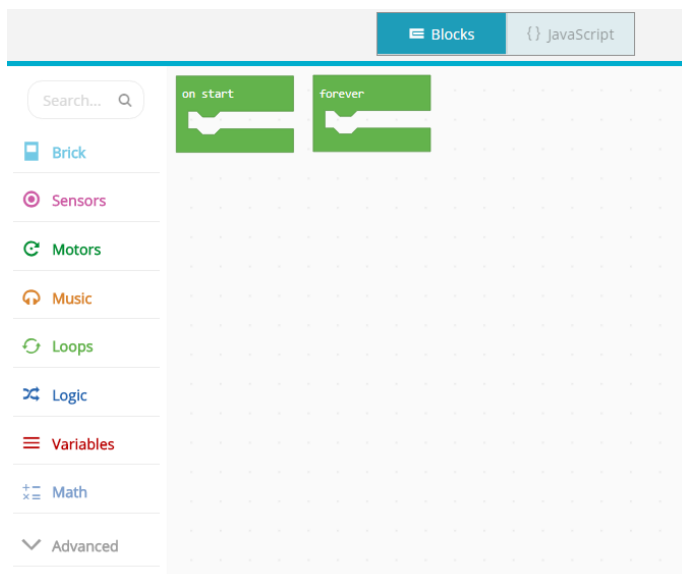 Blocks
{} JavaScript
Search...
on start
forever
Brick
Sensors
Motors
Music
Loops
Logic
Variables
Math
Advanced